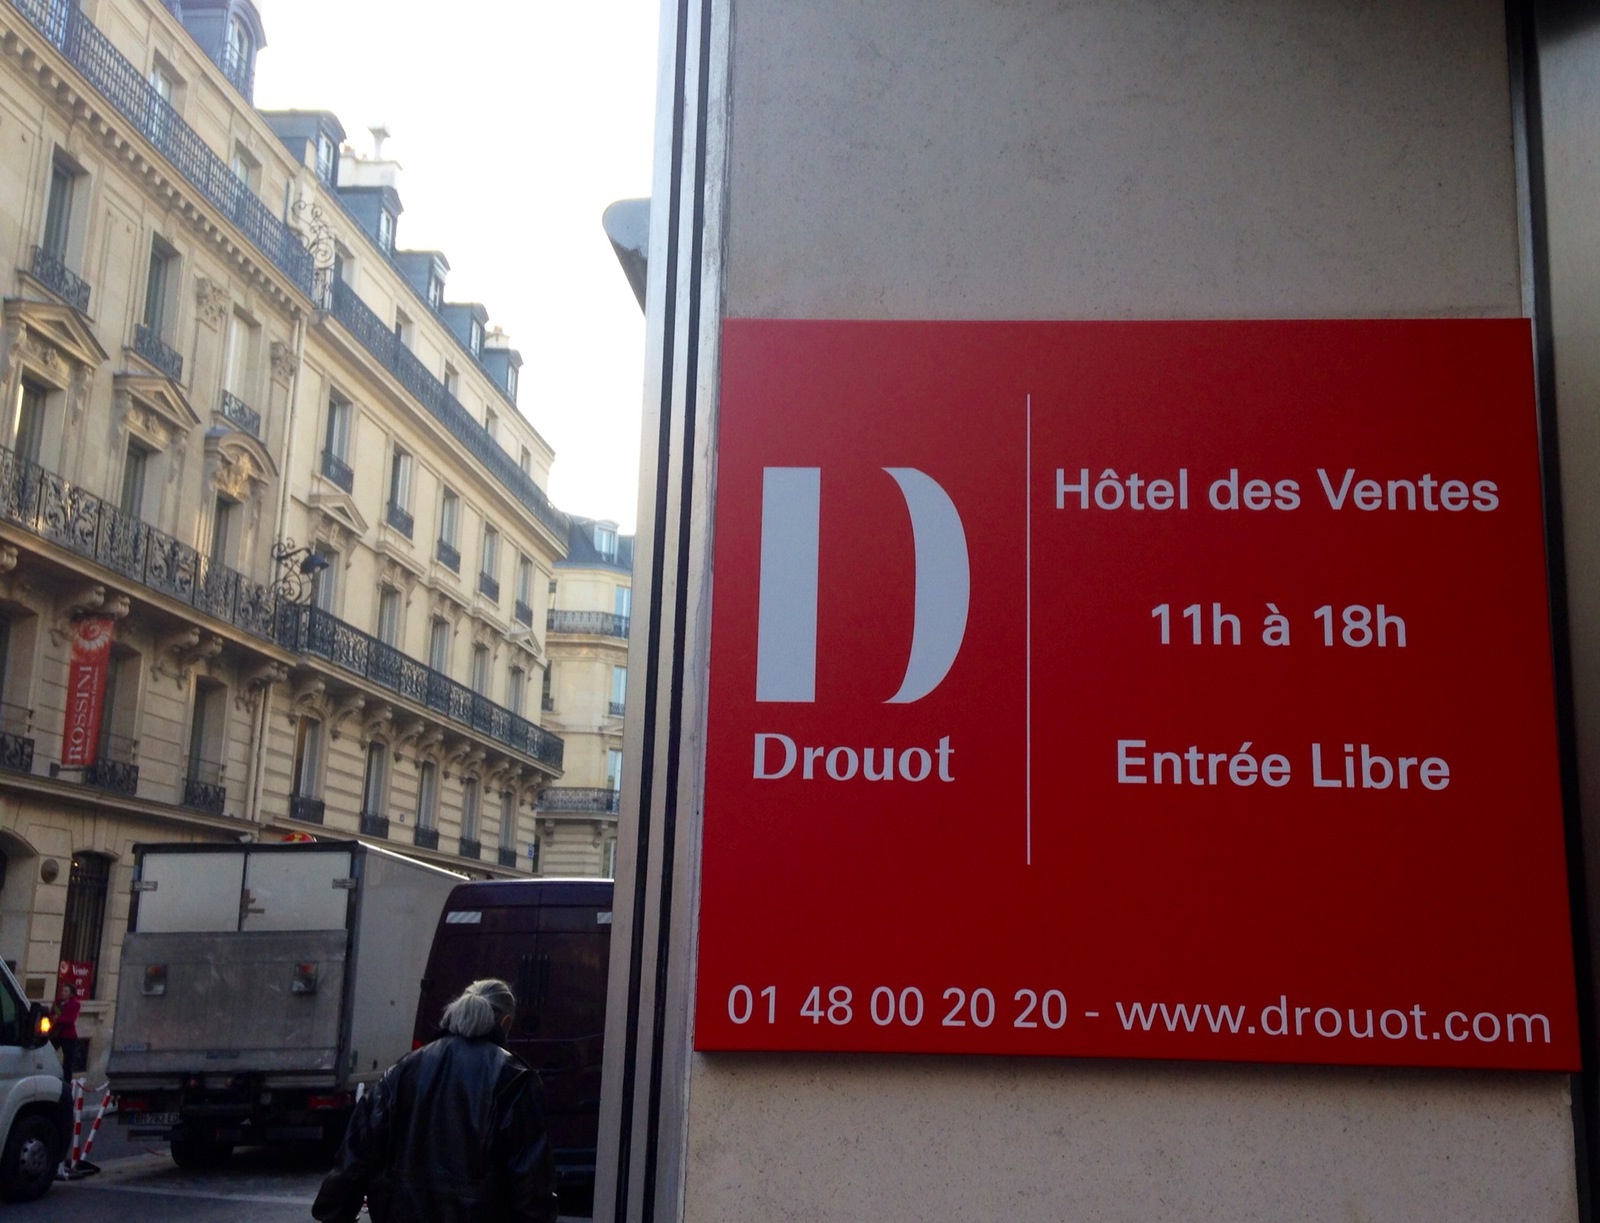 ROSSINI
D
Drouot
Hôtel des Ventes
11h à 18h
Entrée Libre
01 48 00 20 20 - www.drouot.com